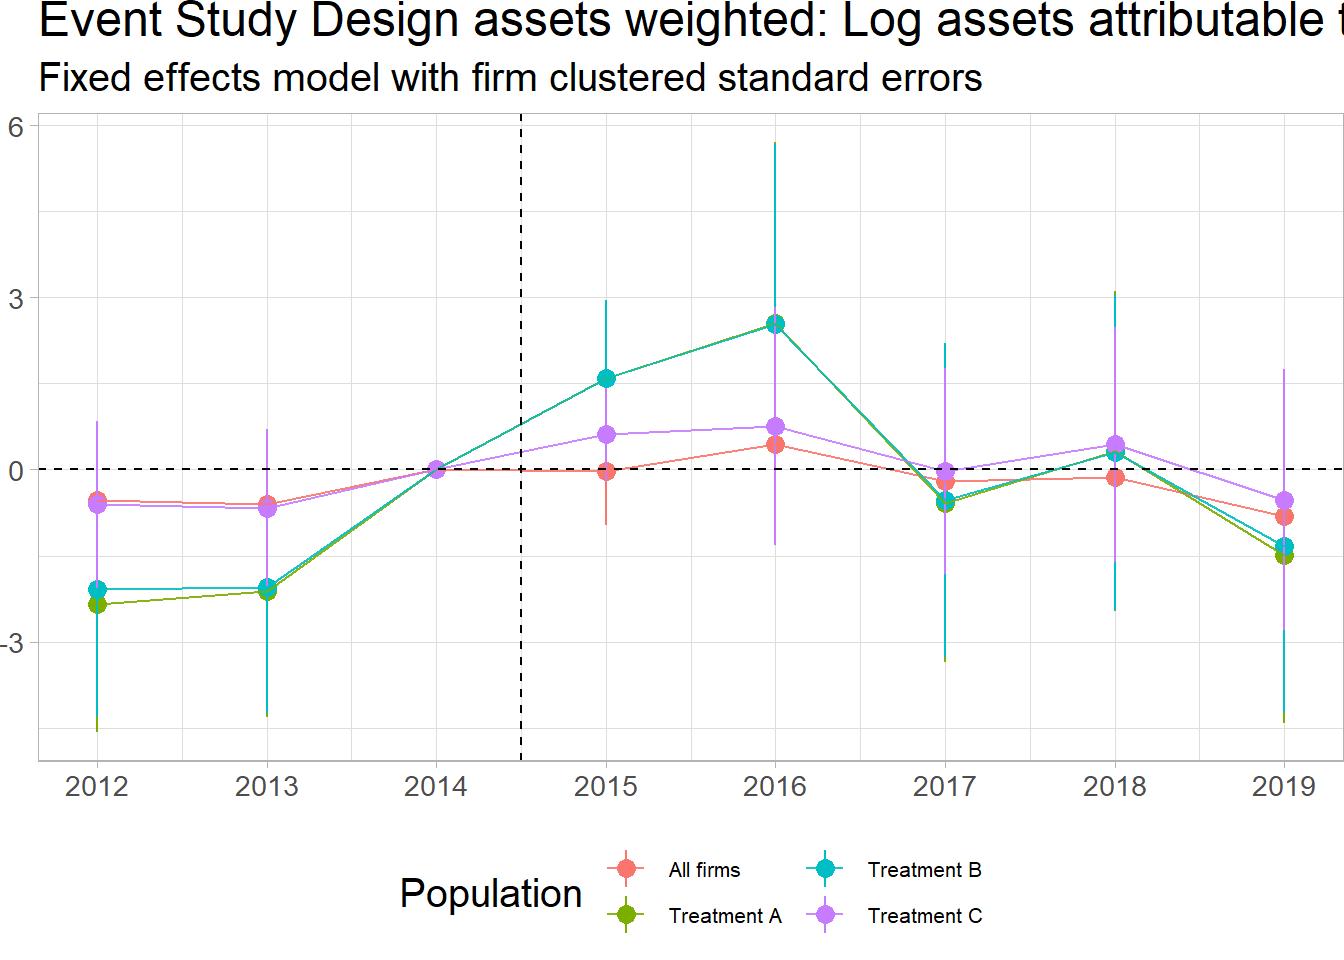 Event Study Design assets weighted: Log assets attributable t
Fixed effects model with firm clustered standard errors
6
3
0
-3
2012 2013 2014 2015 2016 2017 2018 2019
Population
All firms
Treatment A
Treatment B
Treatment C